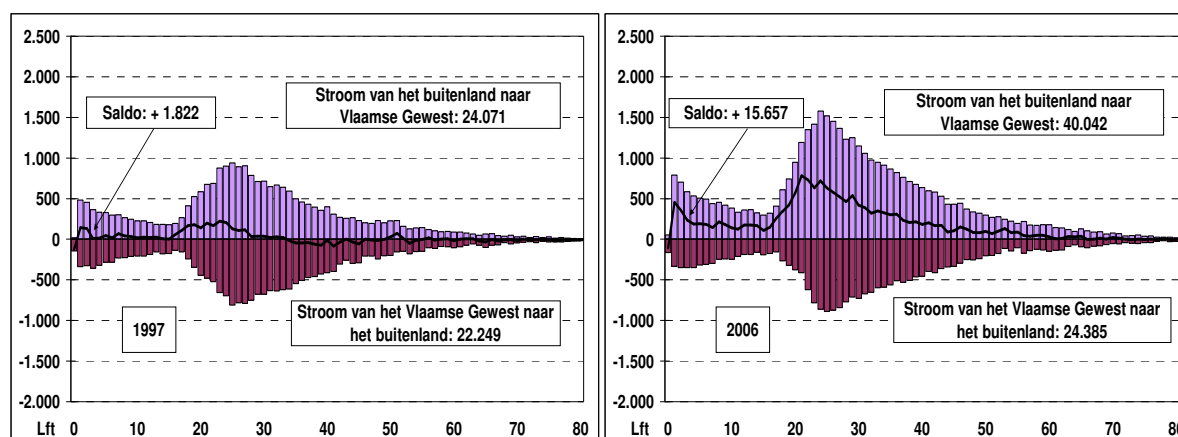 2.500
2.000
1.500
1.000
500
0
-500
-1.000
-1.500
-2.000
Saldo: + 1.822
Stroom van het buitenland naar
Vlaamse Gewest: 24.071
1997
Stroom van het Vlaamse Gewest naar
het buitenland: 22.249
Lft 0 10 20 30 40 50 60 70 80
2.500
2.000
1.500
1.000
500
0
-500
-1.000
-1.500
-2.000
Saldo: + 15.657
Stroom van het buitenland naar
Vlaamse Gewest: 40.042
2006
Stroom van het Vlaamse Gewest naar
het buitenland: 24.385
Lft 0 10 20 30 40 50 60 70 80